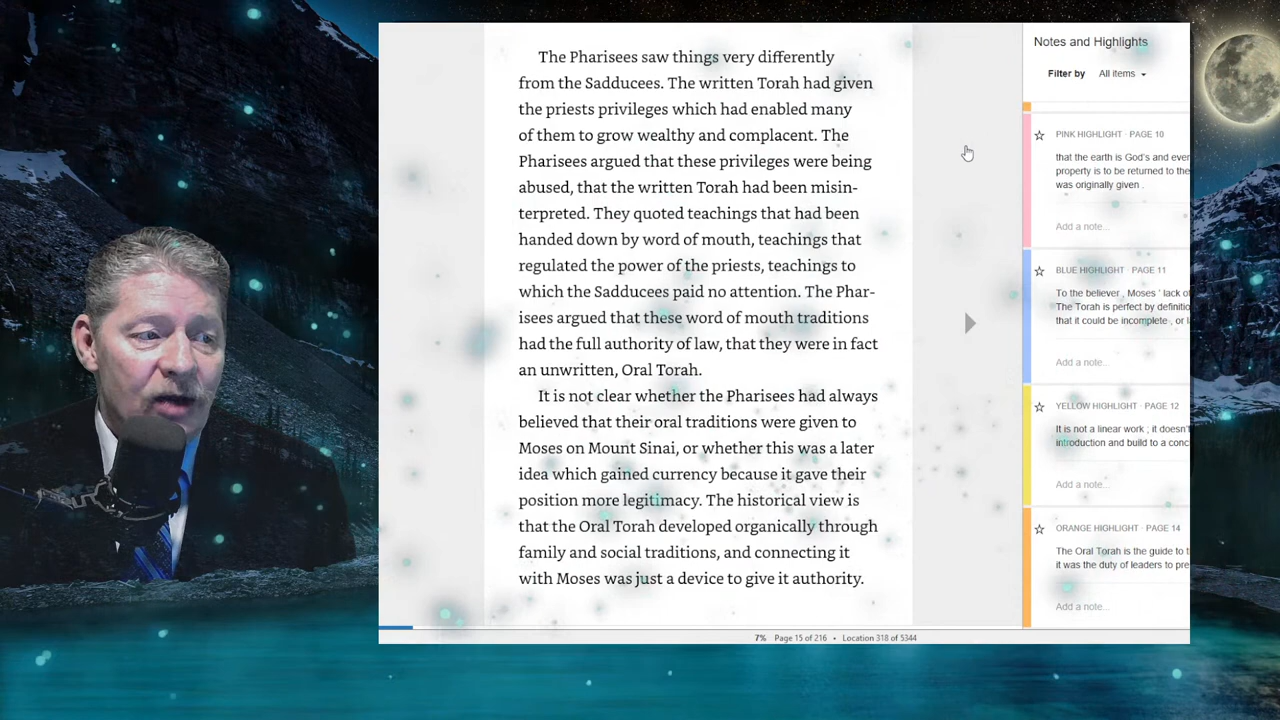 The Pharisees saw things very differently
from the Sadducees. The written Torah had given
the priests privileges which had enabled many
of them to grow wealthy and complacent. The
Pharisees argued that these privileges were being
abused, that the written Torah had been misin-
terpreted. They quoted teachings that had been
handed down by word of mouth, teachings that
regulated the power of the priests, teachings to
which the Sadducees paid no attention. The Phar-
isees argued that these word of mouth traditions
had the full authority of law, that they were in fact
an unwritten, Oral Torah.
It is not clear whether the Pharisees had always
believed that their oral traditions were given to
Moses on Mount Sinai, or whether this was a later
idea which gained currency because it gave their
position more legitimacy. The historical view is
that the Oral Torah developed organically through
family and social traditions, and connecting it
with Moses was just a device to give it authority.
7% Page 15 of 216 • Location 318 of 5344
Notes and Highlights
Filter by All items
PINK HIGHLIGHT · PAGE 10
that the earth is God's and ever
property is to be returned to the
was originally given .
Add a note...
BLUE HIGHLIGHT · PAGE 11
To the believer , Moses ' lack of
The Torah is perfect by definitio
that it could be incomplete , or l
Add a note...
YELLOW HIGHLIGHT · PAGE 12
It is not a linear work ; it doesn'
introduction and build to a conc
Add a note...
ORANGE HIGHLIGHT · PAGE 14
The Oral Torah is the guide to t
it was the duty of leaders to pre
Add a note...